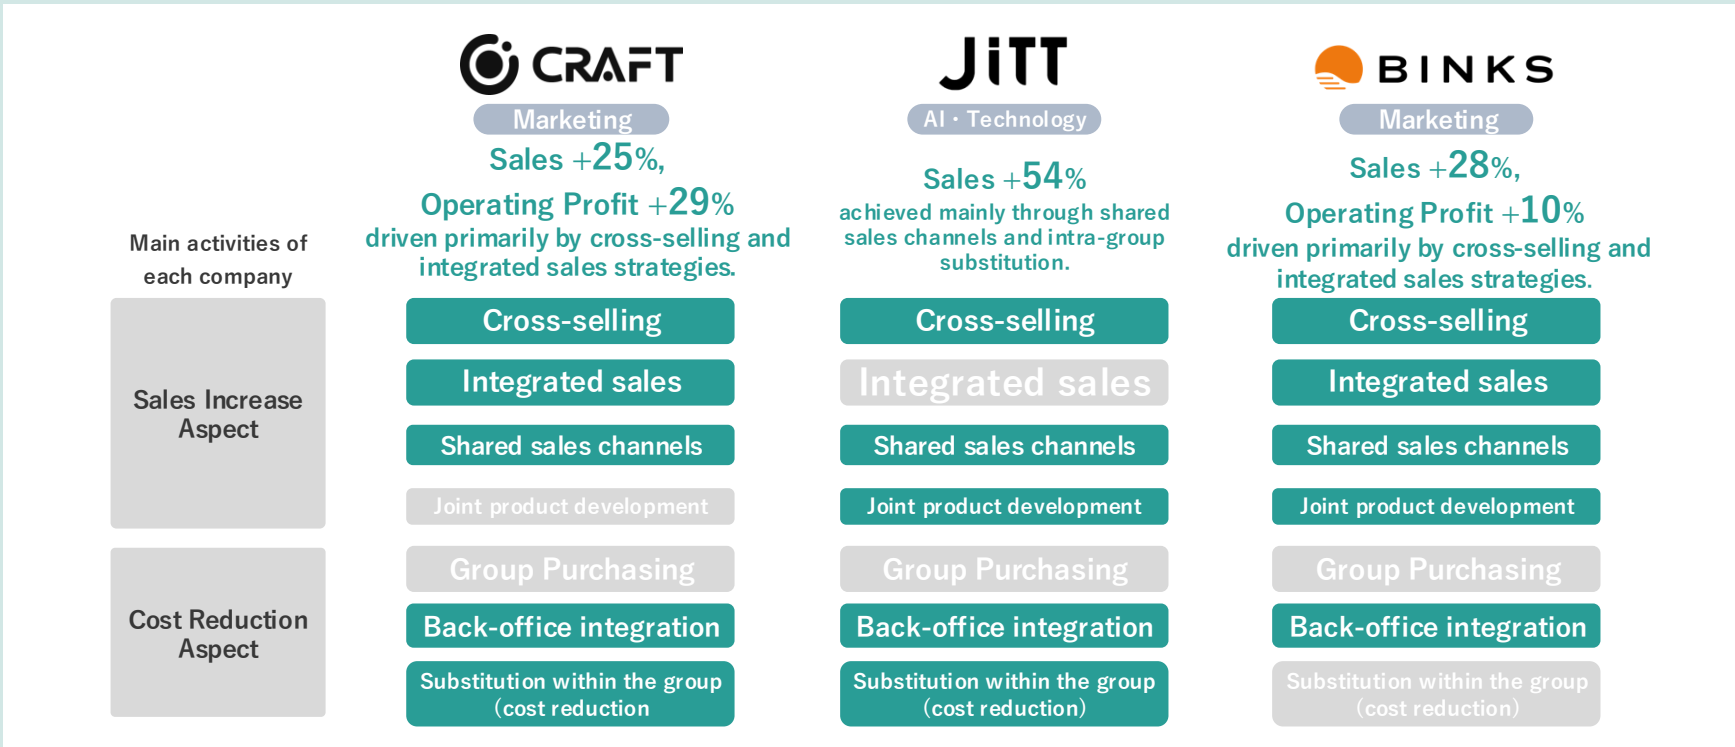 CRAFT
Marketing
Sales +25%,
Operating Profit +29%
driven primarily by cross-selling and
integrated sales strategies.
JiTT
AI・Technology
Sales +54%
achieved mainly through shared
sales channels and intra-group
substitution.
BINKS
Marketing
Sales +28%,
Operating Profit +10%
driven primarily by cross-selling and
integrated sales strategies.
Main activities of
each company
Sales Increase
Aspect
Cross-selling
Cross-selling
Cross-selling
Integrated sales
Integrated sales
Integrated sales
Shared sales channels
Shared sales channels
Shared sales channels
Joint product development
Joint product development
Joint product development
Cost Reduction
Aspect
Group Purchasing
Group Purchasing
Group Purchasing
Back-office integration
Back-office integration
Back-office integration
Substitution within the group
(cost reduction
Substitution within the group
(cost reduction)
Substitution within the group
(cost reduction)